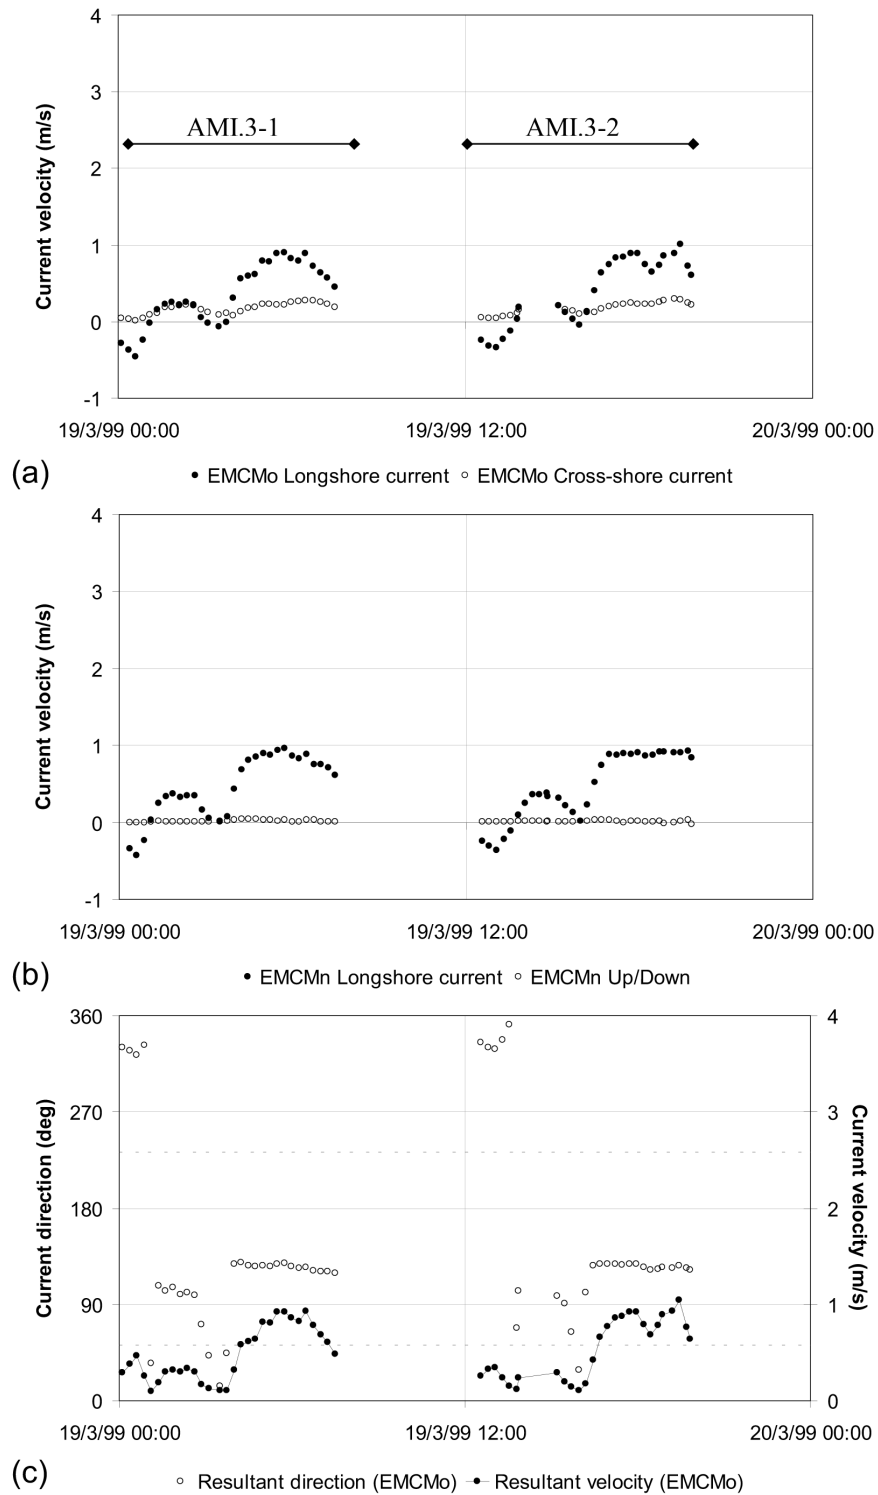 4
3
2
1
0
-1
Current velocity (m/s)
AMI.3-1
AMI.3-2
19/3/99 00:00
19/3/99 12:00
20/3/99 00:00
(a)
EMCMo Longshore current
EMCMo Cross-shore current
4
3
2
1
0
-1
Current velocity (m/s)
19/3/99 00:00
19/3/99 12:00
20/3/99 00:00
(b)
EMCMn Longshore current
EMCMn Up/Down
360
270
180
90
0
Current direction (deg)
4
3
2
1
0
Current velocity (m/s)
19/3/99 00:00
19/3/99 12:00
20/3/99 00:00
(c)
Resultant direction (EMCMo)
Resultant velocity (EMCMo)